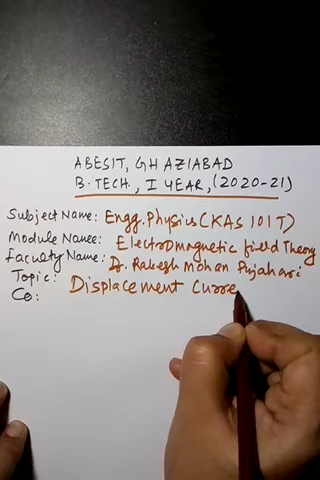 ABESIT, GHAZIABAD
B.TECH., I YEAR, (2020-21)
Subject Name: Engg. Physics (KAS 101T)
Module Name: Electromagnetic field Theory
Faculty Name: Dr. Rakesh Mohan Pujahari
Topic: Displacement Curre
Co: